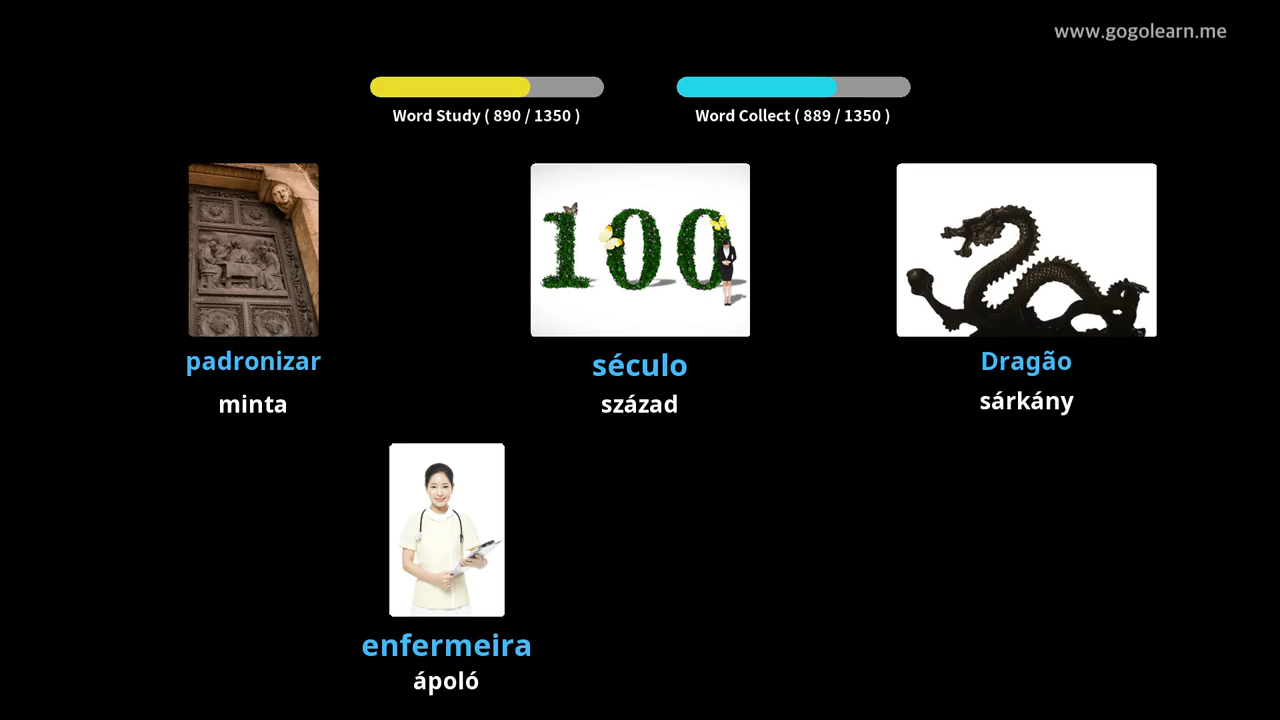 www.gogolearn.me
Word Study ( 890 / 1350 )
Word Collect ( 889 / 1350 )
padronizar
minta
século
század
Dragão
sárkány
enfermeira
ápoló